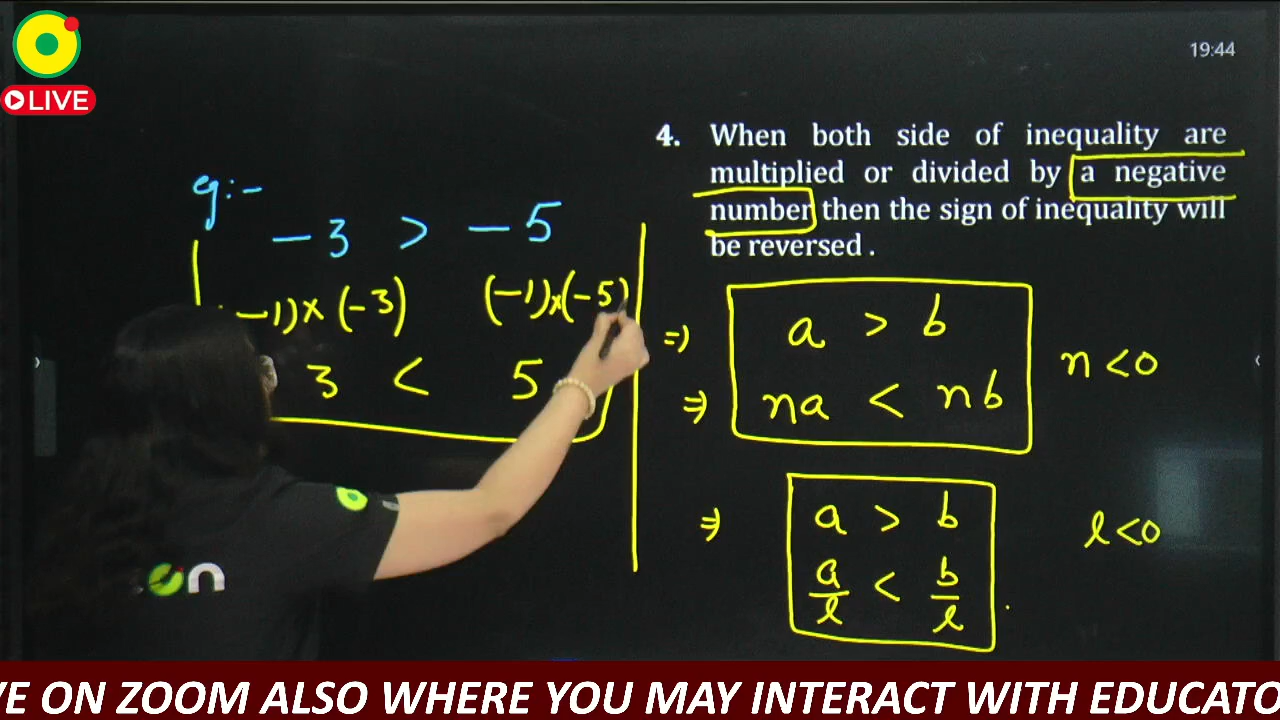 LIVE
19:44
4. When both side of inequality are
multiplied or divided by a negative
number then the sign of inequality will
be reversed .
eg:-
-3 > -5
-1)×(-3) (-1)×(-5)
3 < 5
⇒ a > b
⇒ na < nb n<0
⇒ a > b l<0
a/l < b/l .
on
VE ON ZOOM ALSO WHERE YOU MAY INTERACT WITH EDUCATO